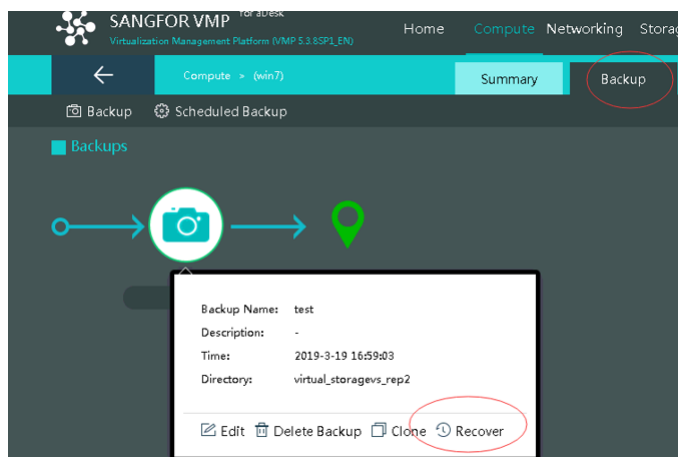 SANGFOR VMP for aDesk
Virtualization Management Platform (VMP 5.3.8SP1_EN)
Home Compute Networking Storag
Compute > (win7)
Summary Backup
Backup Scheduled Backup
Backups
Backup Name: test
Description: -
Time: 2019-3-19 16:59:03
Directory: virtual_storagevs_rep2
Edit Delete Backup Clone Recover